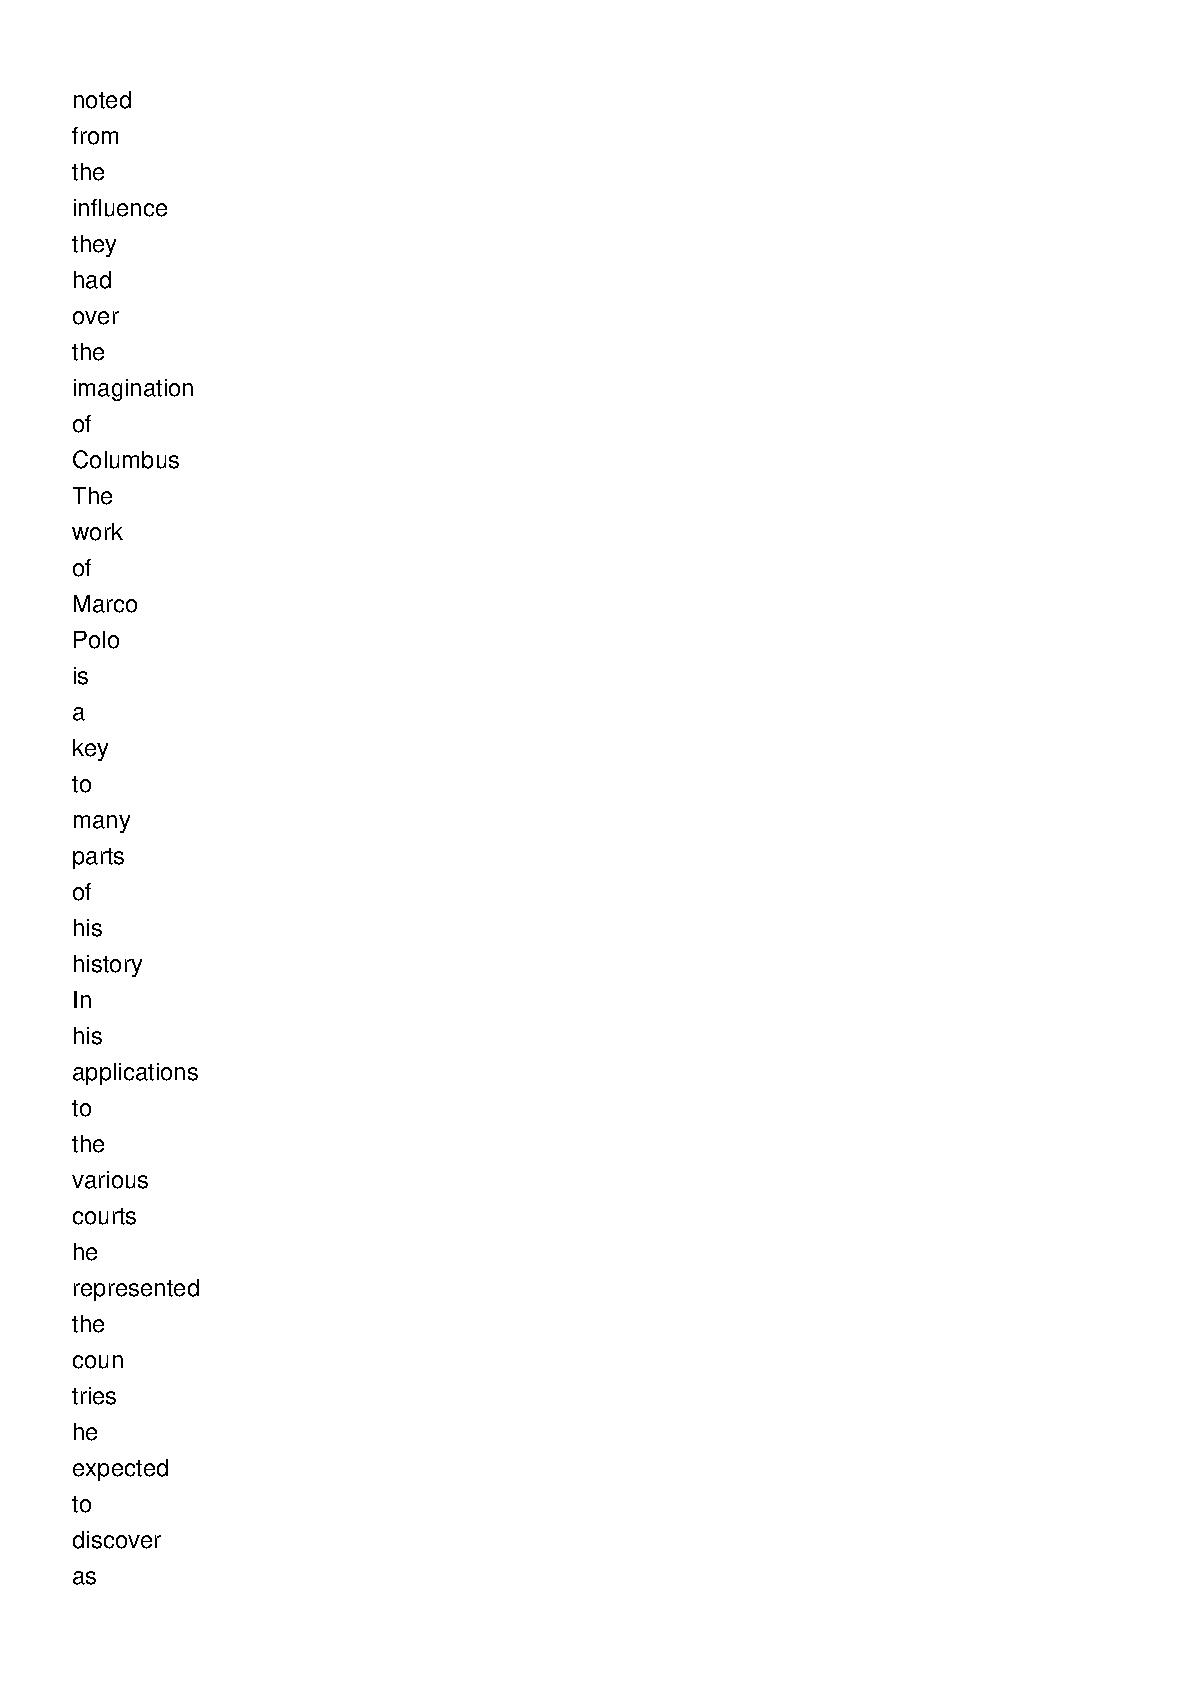 noted
from
the
influence
they
had
over
the
imagination
of
Columbus
The
work
of
Marco
Polo
is
a
key
to
many
parts
of
his
history
In
his
applications
to
the
various
courts
he
represented
the
coun
tries
he
expected
to
discover
as